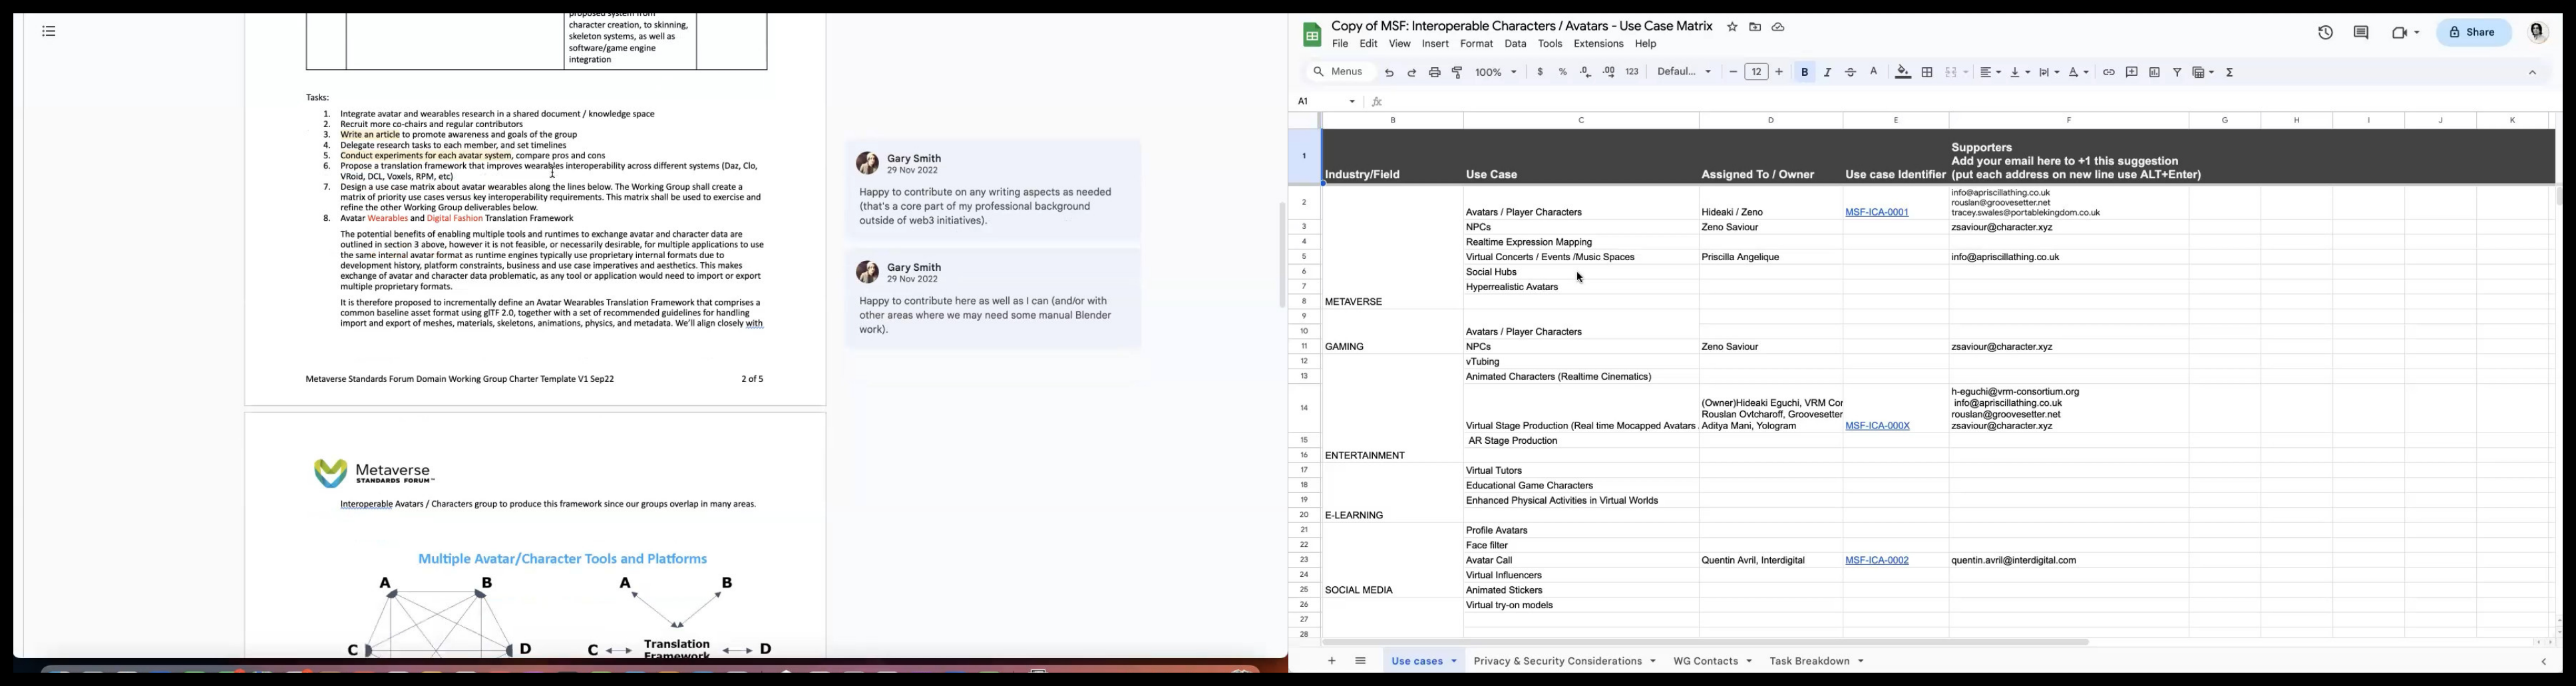 proposed system from
character creation, to skinning,
skeleton systems, as well as
software/game engine
integration
Tasks:
1. Integrate avatar and wearables research in a shared document / knowledge space
2. Recruit more co-chairs and regular contributors
3. Write an article to promote awareness and goals of the group
4. Delegate research tasks to each member, and set timelines
5. Conduct experiments for each avatar system, compare pros and cons
6. Propose a translation framework that improves wearables interoperability across different systems (Daz, Clo,
VRoid, DCL, Voxels, RPM, etc)
7. Design a use case matrix about avatar wearables along the lines below. The Working Group shall create a
matrix of priority use cases versus key interoperability requirements. This matrix shall be used to exercise and
refine the other Working Group deliverables below.
8. Avatar Wearables and Digital Fashion Translation Framework
The potential benefits of enabling multiple tools and runtimes to exchange avatar and character data are
outlined in section 3 above, however it is not feasible, or necessarily desirable, for multiple applications to use
the same internal avatar format as runtime engines typically use proprietary internal formats due to
development history, platform constraints, business and use case imperatives and aesthetics. This makes
exchange of avatar and character data problematic, as any tool or application would need to import or export
multiple proprietary formats.
It is therefore proposed to incrementally define an Avatar Wearables Translation Framework that comprises a
common baseline asset format using glTF 2.0, together with a set of recommended guidelines for handling
import and export of meshes, materials, skeletons, animations, physics, and metadata. We'll align closely with
Metaverse Standards Forum Domain Working Group Charter Template V1 Sep22 2 of 5
Metaverse
STANDARDS FORUM™
Interoperable Avatars / Characters group to produce this framework since our groups overlap in many areas.
Multiple Avatar/Character Tools and Platforms
A B A B
C D C Translation D
Framework
Gary Smith
29 Nov 2022
Happy to contribute on any writing aspects as needed
(that's a core part of my professional background
outside of web3 initiatives).
Gary Smith
29 Nov 2022
Happy to contribute here as well as I can (and/or with
other areas where we may need some manual Blender
work).
Copy of MSF: Interoperable Characters / Avatars - Use Case Matrix
File Edit View Insert Format Data Tools Extensions Help
Share
Menus 100% $ % .0 .00 123 Defaul... 12 B I A
A1 fx
B C D E F G H I J K
Supporters
Add your email here to +1 this suggestion
1 Industry/Field Use Case Assigned To / Owner Use case Identifier (put each address on new line use ALT+Enter)
info@apriscillathing.co.uk
rouslan@groovesetter.net
2 Avatars / Player Characters Hideaki / Zeno MSF-ICA-0001 tracey.swales@portablekingdom.co.uk
3 NPCs Zeno Saviour zsaviour@character.xyz
4 Realtime Expression Mapping
5 Virtual Concerts / Events /Music Spaces Priscilla Angelique info@apriscillathing.co.uk
6 Social Hubs
7 Hyperrealistic Avatars
8 METAVERSE
9
10 Avatars / Player Characters
11 GAMING NPCs Zeno Saviour zsaviour@character.xyz
12 vTubing
13 Animated Characters (Realtime Cinematics)
h-eguchi@vrm-consortium.org
(Owner)Hideaki Eguchi, VRM Cor info@apriscillathing.co.uk
Rouslan Ovtcharoff, Groovesetter rouslan@groovesetter.net
14 Virtual Stage Production (Real time Mocapped Avatars Aditya Mani, Yologram MSF-ICA-000X zsaviour@character.xyz
15 AR Stage Production
16 ENTERTAINMENT
17 Virtual Tutors
18 Educational Game Characters
19 Enhanced Physical Activities in Virtual Worlds
20 E-LEARNING
21 Profile Avatars
22 Face filter
23 Avatar Call Quentin Avril, Interdigital MSF-ICA-0002 quentin.avril@interdigital.com
24 Virtual Influencers
25 SOCIAL MEDIA Animated Stickers
26 Virtual try-on models
27
28
Use cases Privacy & Security Considerations WG Contacts Task Breakdown